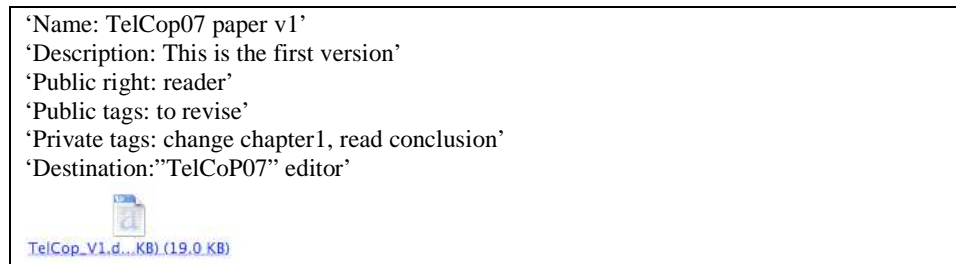 ‘Name: TelCop07 paper v1’
‘Description: This is the first version’
‘Public right: reader’
‘Public tags: to revise’
‘Private tags: change chapter1, read conclusion’
‘Destination:”TelCoP07” editor’
a
TelCop_V1.d...KB) (19.0 KB)